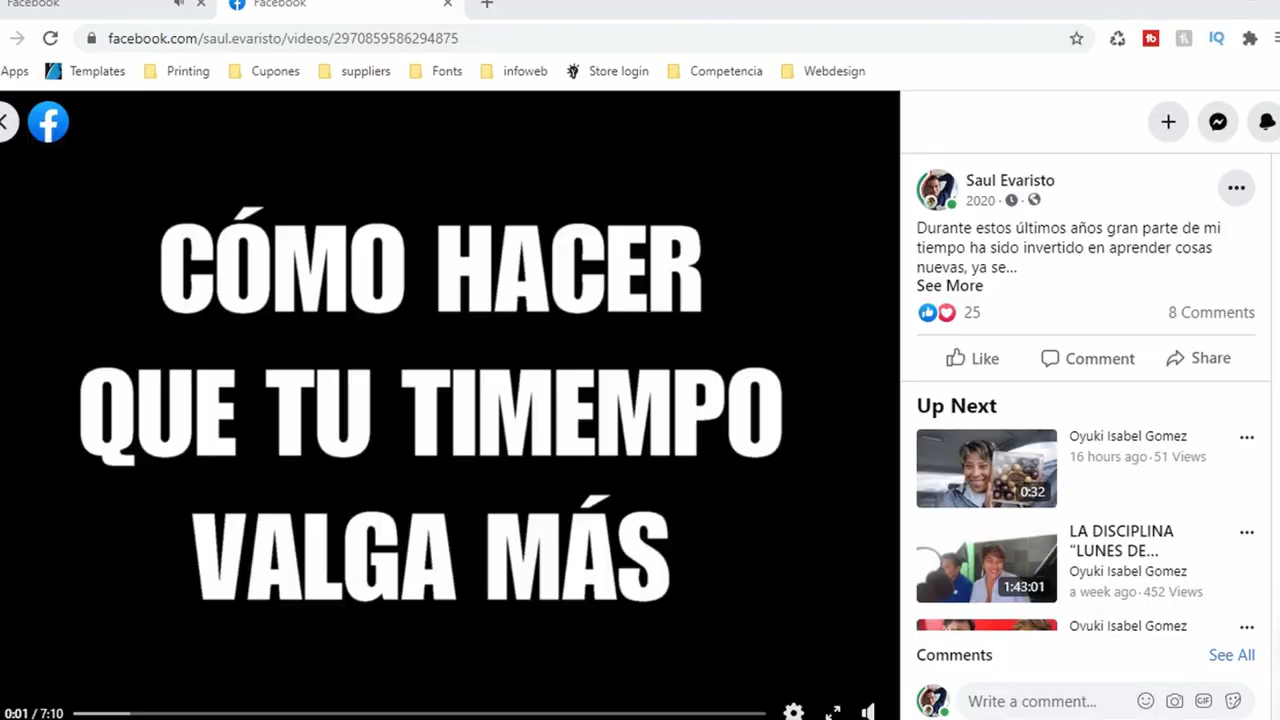 Facebook
Facebook
facebook.com/saul.evaristo/videos/2970859586294875
Apps
Templates
Printing
Cupones
suppliers
Fonts
infoweb
Store login
Competencia
Webdesign
CÓMO HACER
QUE TU TIMEMPO
VALGA MÁS
0:01 / 7:10
Saul Evaristo
2020
Durante estos últimos años gran parte de mi
tiempo ha sido invertido en aprender cosas
nuevas, ya se...
See More
25
8 Comments
Like
Comment
Share
Up Next
Oyuki Isabel Gomez
16 hours ago·51 Views
0:32
LA DISCIPLINA
"LUNES DE...
Oyuki Isabel Gomez
a week ago·452 Views
1:43:01
Oyuki Isabel Gomez
Comments
See All
Write a comment...
GIF